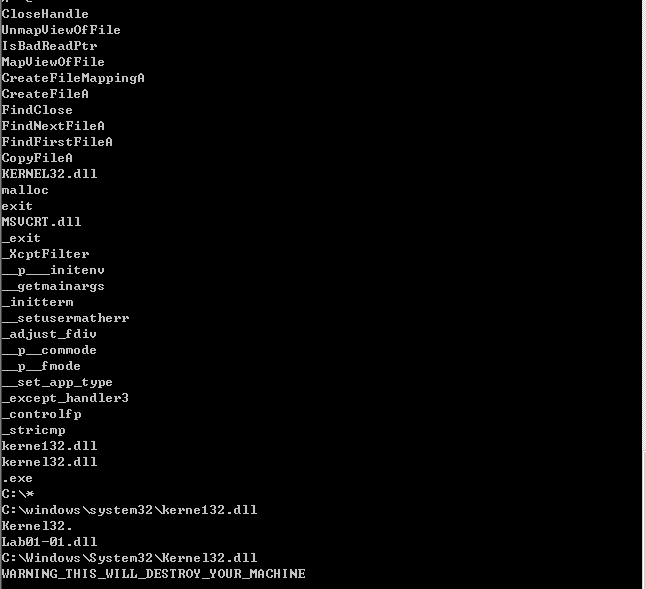 CloseHandle
UnmapViewOfFile
IsBadReadPtr
MapViewOfFile
CreateFileMappingA
CreateFileA
FindClose
FindNextFileA
FindFirstFileA
CopyFileA
KERNEL32.dll
malloc
exit
MSVCRT.dll
_exit
_XcptFilter
__p___initenv
__getmainargs
_initterm
__setusermatherr
_adjust_fdiv
__p__commode
__p__fmode
__set_app_type
_except_handler3
_controlfp
_stricmp
kerne132.dll
kernel32.dll
.exe
C:\*
C:\windows\system32\kerne132.dll
Kernel32.
Lab01-01.dll
C:\Windows\System32\Kernel32.dll
WARNING_THIS_WILL_DESTROY_YOUR_MACHINE